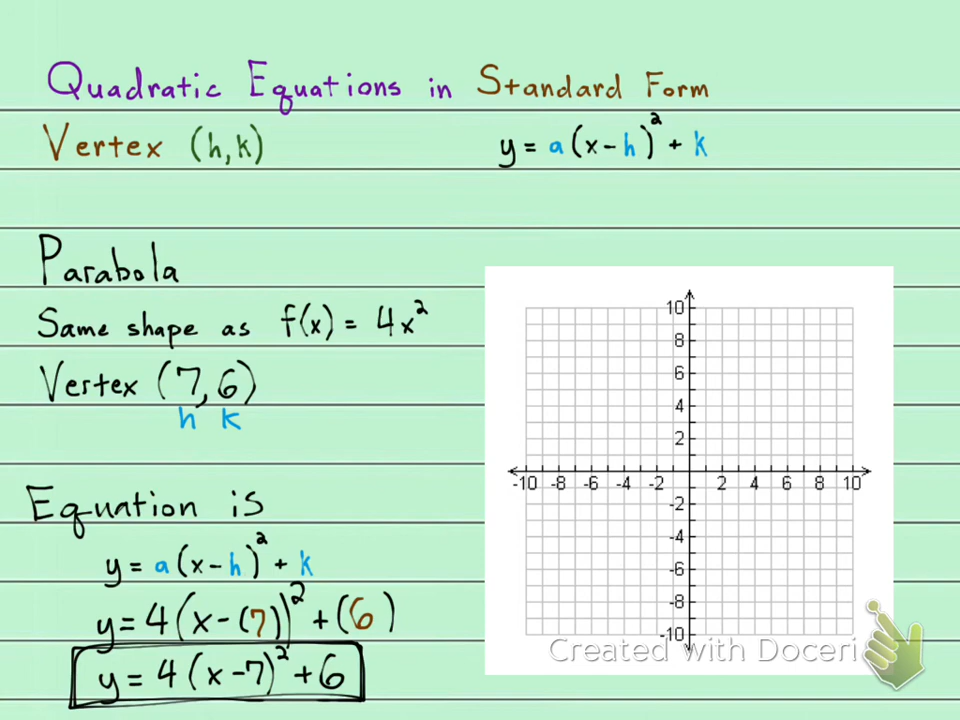 Quadratic Equations in Standard Form
Vertex (h,k)
y = a(x-h)² + k
Parabola
Same shape as f(x) = 4x²
Vertex (7,6)
h k
Equation is
y = a(x-h)² + k
y = 4(x-(7))² + (6)
y = 4(x-7)² + 6
10
8
6
4
2
-10 -8 -6 -4 -2 2 4 6 8 10
-2
-4
-6
-8
-10
Created with Doceri